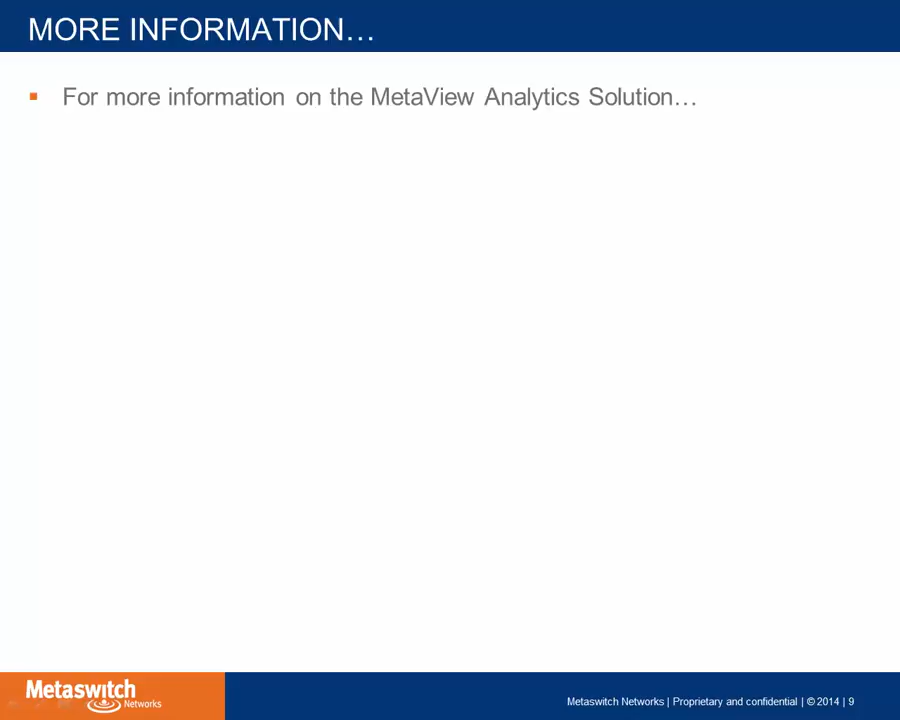 MORE INFORMATION…
▪ For more information on the MetaView Analytics Solution…
Metaswitch
Networks
Metaswitch Networks | Proprietary and confidential | © 2014 | 9